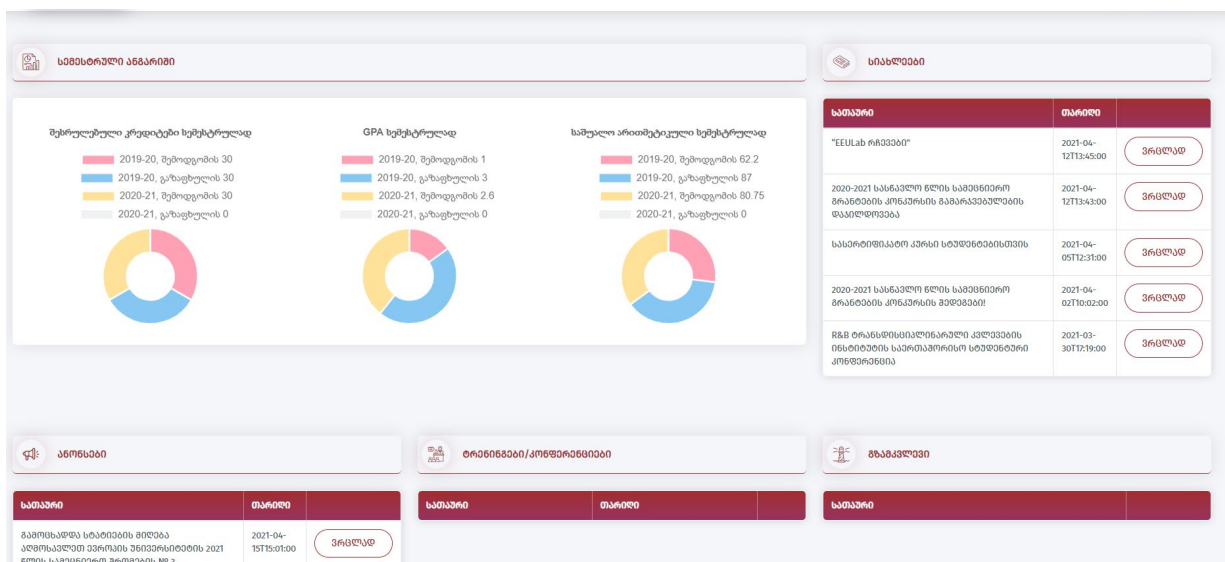 სემესტრული ანგარიში
შესრულებული კრედიტები სემესტრულად
2019-20, შემოდგომის 30
2019-20, გაზაფხულის 30
2020-21, შემოდგომის 30
2020-21, გაზაფხულის 0
GPA სემესტრულად
2019-20, შემოდგომის 1
2019-20, გაზაფხულის 3
2020-21, შემოდგომის 2.6
2020-21, გაზაფხულის 0
საშუალო არითმეტიკული სემესტრულად
2019-20, შემოდგომის 62.2
2019-20, გაზაფხულის 87
2020-21, შემოდგომის 80.75
2020-21, გაზაფხულის 0
სიახლეები
სათაური თარიღი
"EEULab რჩევები" 2021-04-
12T13:45:00 ვრცლად
2020-2021 სასწავლო წლის სამეცნიერო
გრანტების კონკურსის გამარჯვებულების
დაჯილდოვება
2021-04-
12T13:43:00
ვრცლად
სასერტიფიკატო კურსი სტუდენტებისთვის 2021-04-
05T12:31:00 ვრცლად
2020-2021 სასწავლო წლის სამეცნიერო
გრანტების კონკურსის შედეგები!
2021-04-
02T10:02:00
ვრცლად
R&B ტრანსდისციპლინარული კვლევების
ინსტიტუტის საერთაშორისო სტუდენტური
კონფერენცია
2021-03-
30T17:19:00
ვრცლად
ანონსები
სათაური თარიღი
გამოცხადდა სტატიების მიღება
აღმოსავლეთ ევროპის უნივერსიტეტის 2021
წლის სამეცნიერო შრომების № 3
2021-04-
15T15:01:00
ვრცლად
ტრენინგები/კონფერენციები
სათაური თარიღი
გზამკვლევი
სათაური